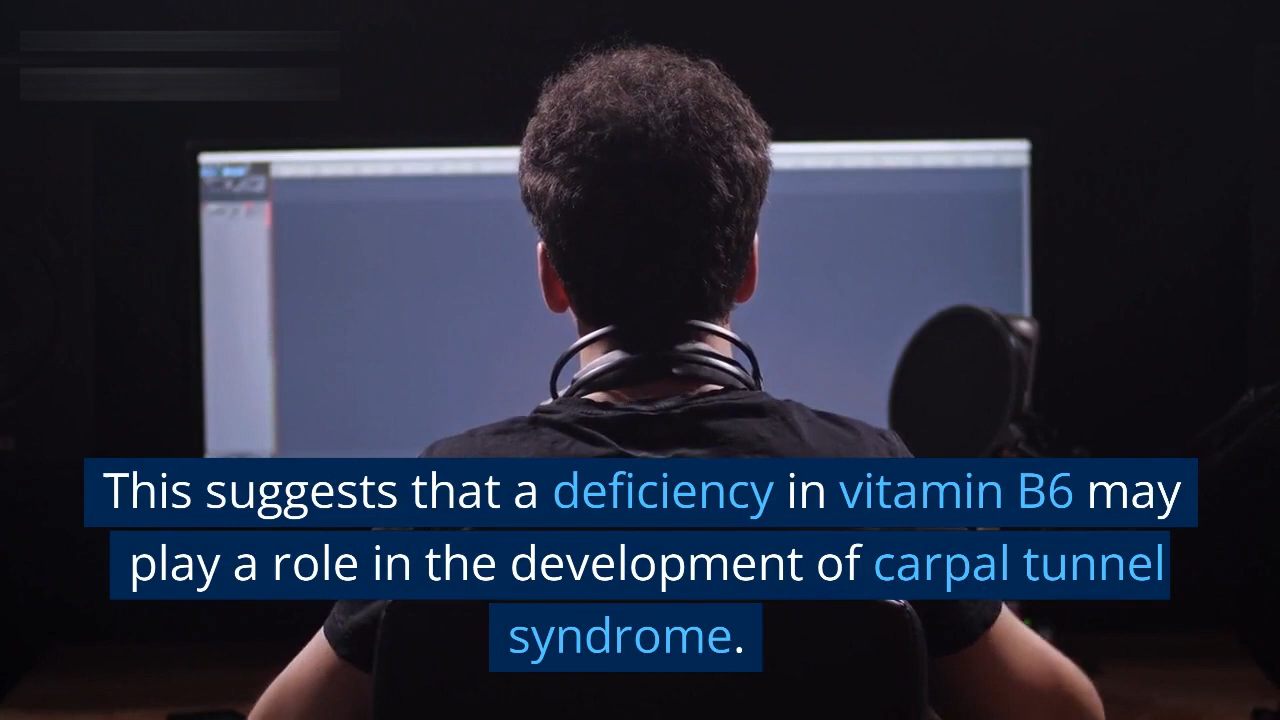 This suggests that a deficiency in vitamin B6 may
play a role in the development of carpal tunnel
syndrome.